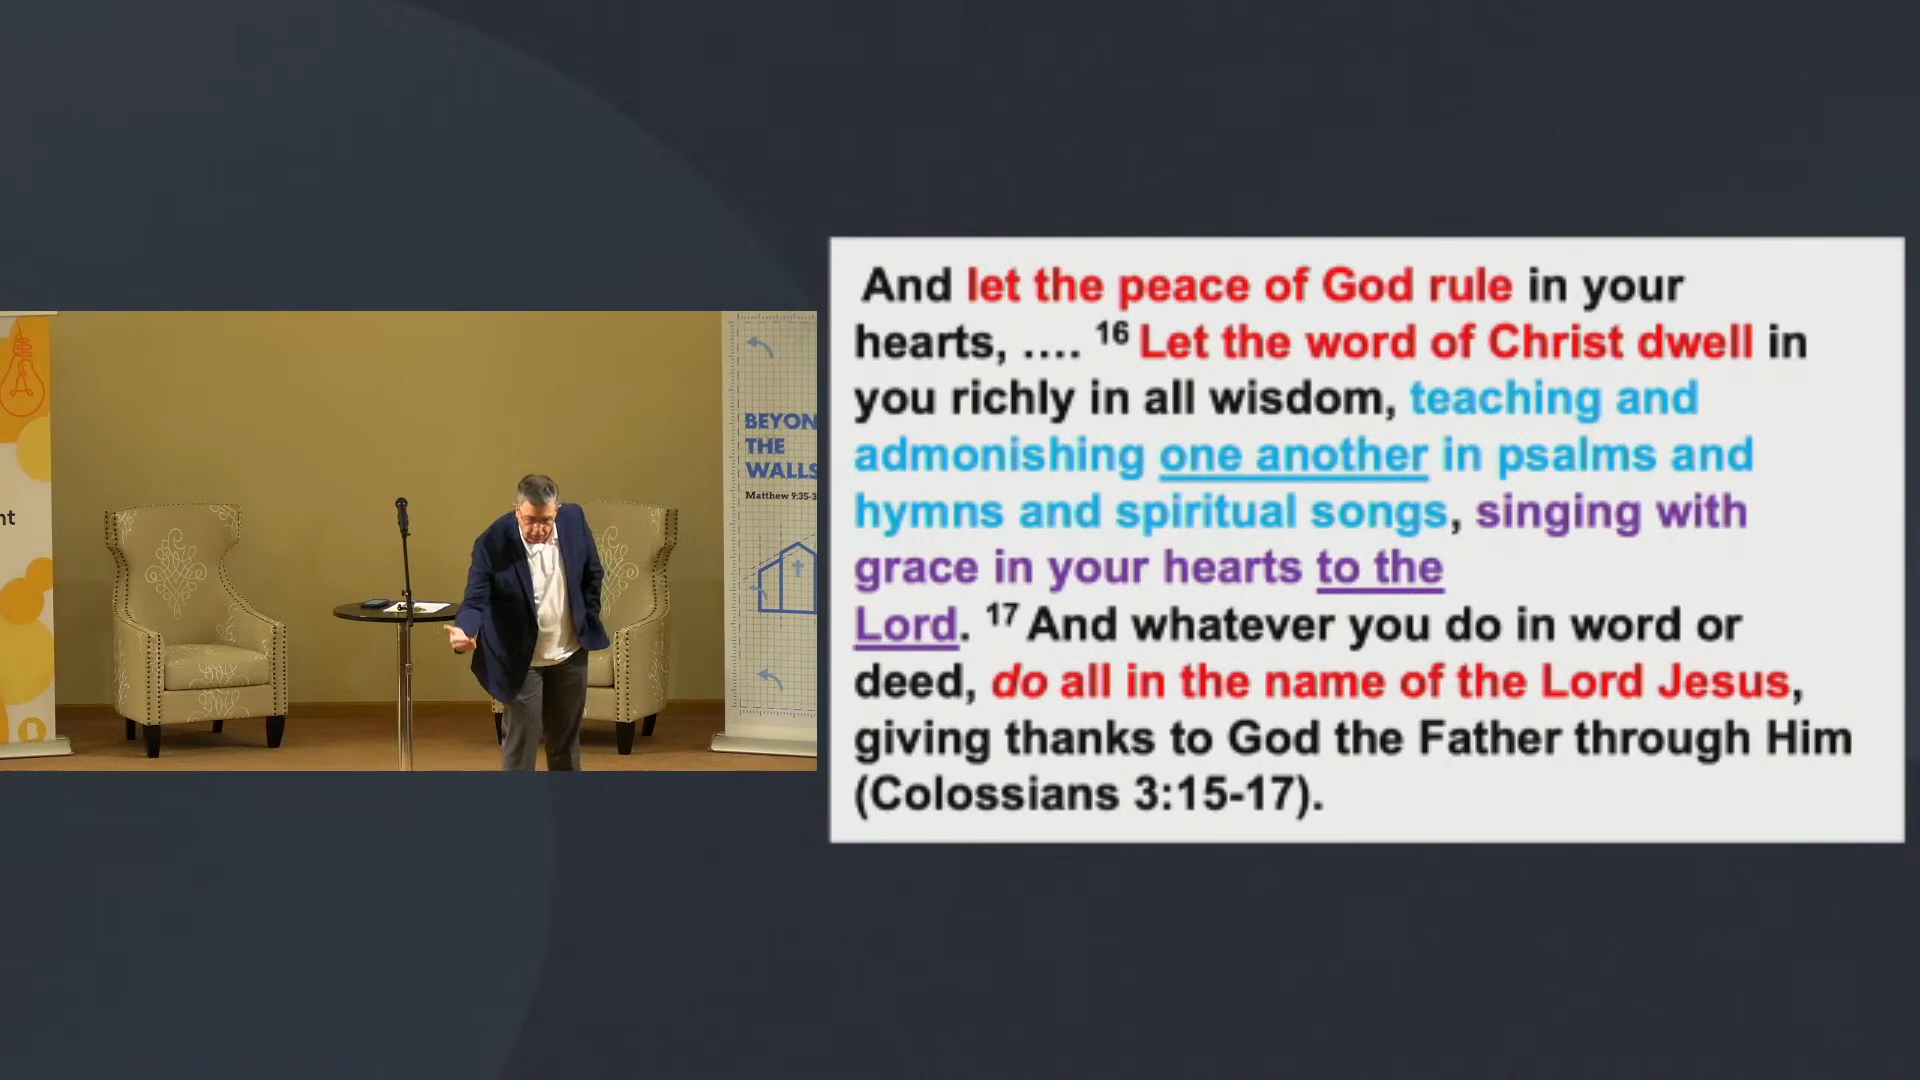 nt
BEYON
THE
WALLS
Matthew 9:35-3
And let the peace of God rule in your
hearts, .... 16 Let the word of Christ dwell in
you richly in all wisdom, teaching and
admonishing one another in psalms and
hymns and spiritual songs, singing with
grace in your hearts to the
Lord. 17 And whatever you do in word or
deed, do all in the name of the Lord Jesus,
giving thanks to God the Father through Him
(Colossians 3:15-17).